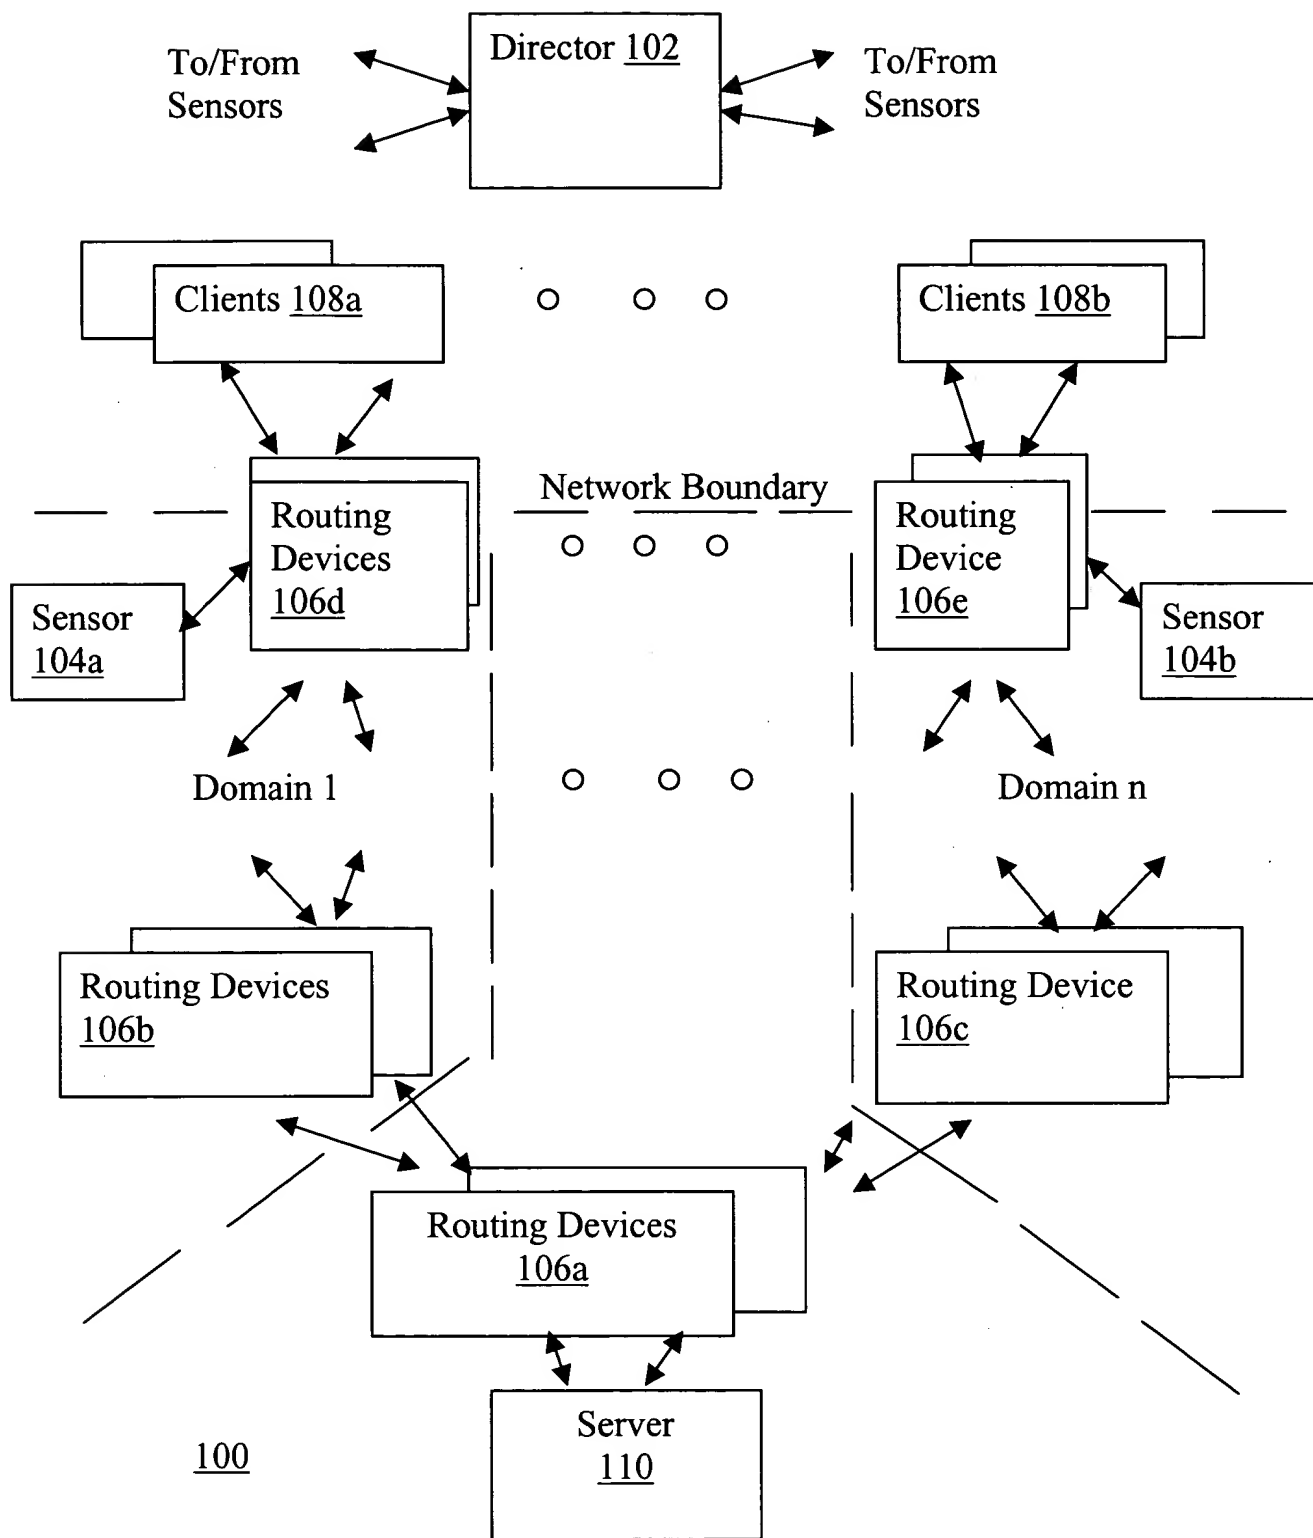 Director 102
To/From
Sensors
To/From
Sensors
Clients 108a
Clients 108b
Network Boundary
Routing
Devices
106d
Routing
Device
106e
Sensor
104a
Sensor
104b
Domain 1
Domain n
Routing Devices
106b
Routing Device
106c
Routing Devices
106a
Server
110
100